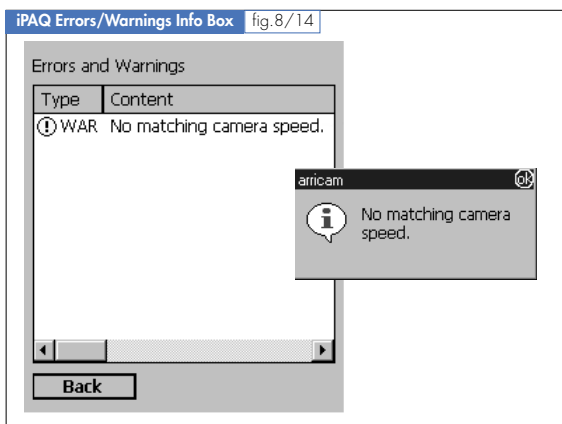 iPAQ Errors/Warnings Info Box fig.8/14
Errors and Warnings
Type Content
WAR No matching camera speed.
arricam ok
No matching camera
speed.
Back